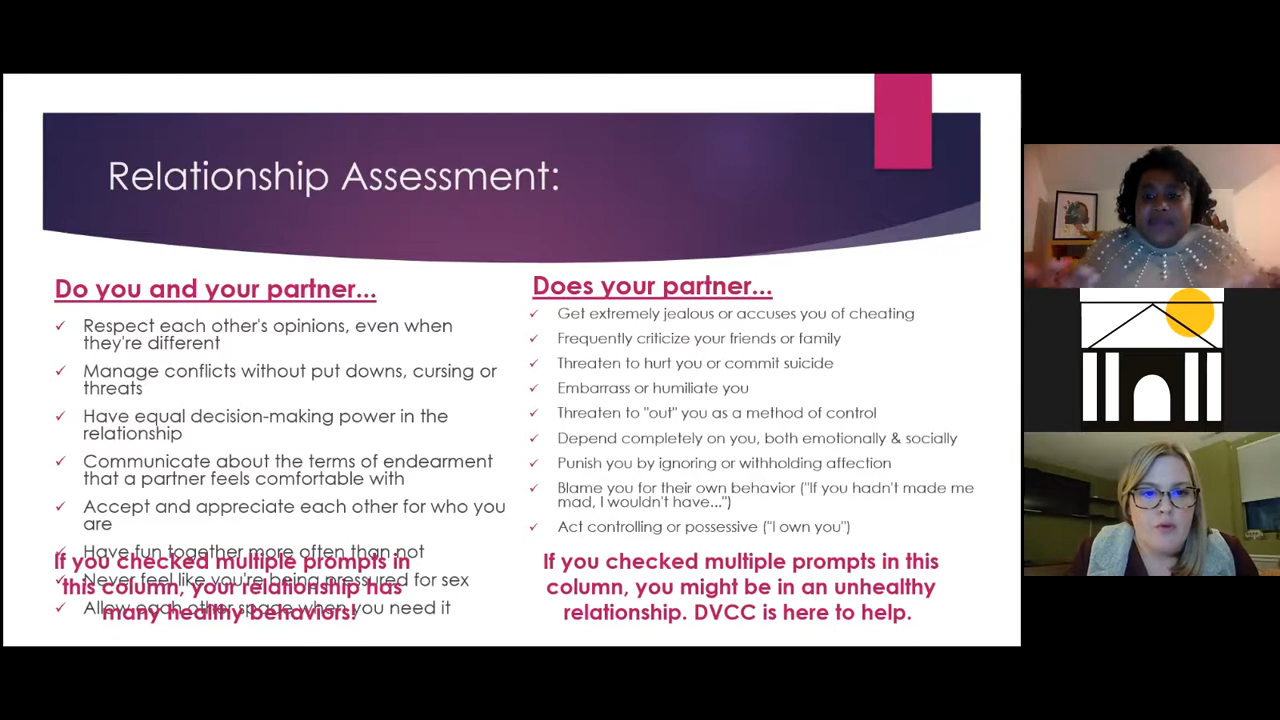 Relationship Assessment:
Do you and your partner...
Respect each other's opinions, even when
they're different
Manage conflicts without put downs, cursing or
threats
Have equal decision-making power in the
relationship
Communicate about the terms of endearment
that a partner feels comfortable with
Accept and appreciate each other for who you
are
Have fun together more often than not
Never feel like you're being pressured for sex
Allow each other space when you need it
If you checked multiple prompts in
this column, your relationship has
many healthy behaviors!
Does your partner...
Get extremely jealous or accuses you of cheating
Frequently criticize your friends or family
Threaten to hurt you or commit suicide
Embarrass or humiliate you
Threaten to "out" you as a method of control
Depend completely on you, both emotionally & socially
Punish you by ignoring or withholding affection
Blame you for their own behavior ("If you hadn't made me
mad, I wouldn't have...")
Act controlling or possessive ("I own you")
If you checked multiple prompts in this
column, you might be in an unhealthy
relationship. DVCC is here to help.